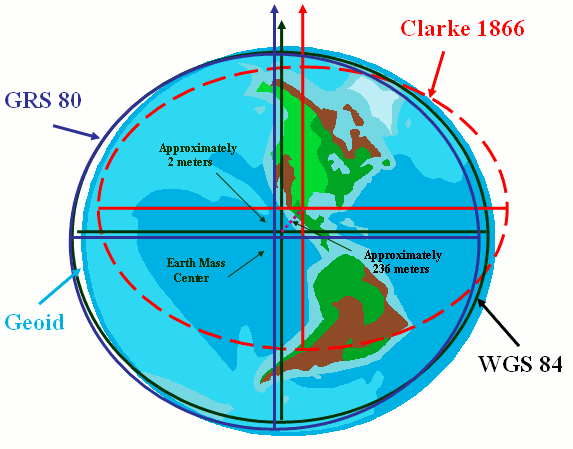 Clarke 1866
GRS 80
Approximately
2 meters
Earth Mass
Center
Approximately
236 meters
Geoid
WGS 84